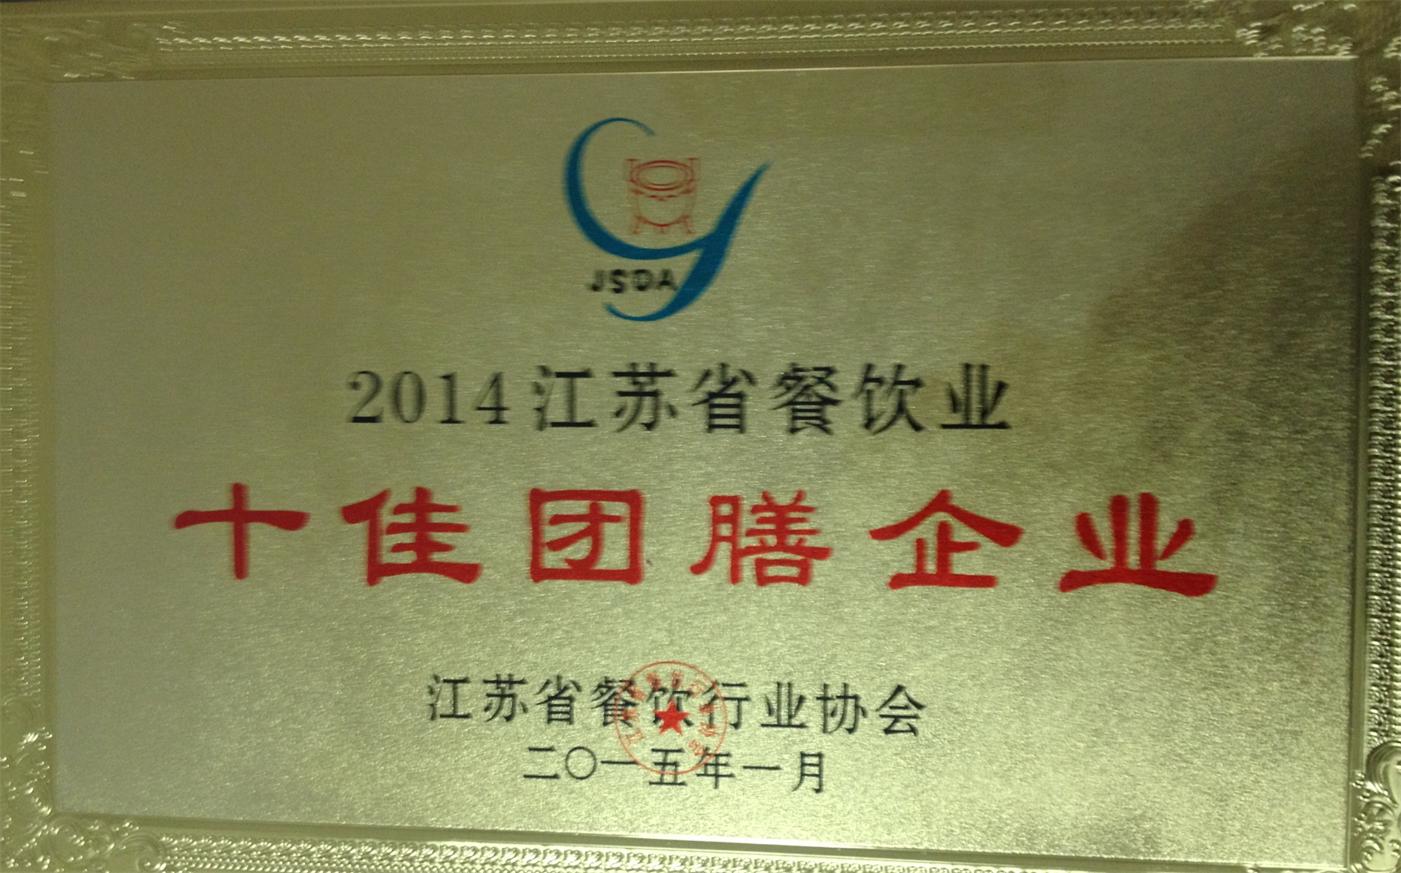 JSDA
2014江苏省餐饮业
十佳团膳企业
江苏省餐饮行业协会
二〇一五年一月